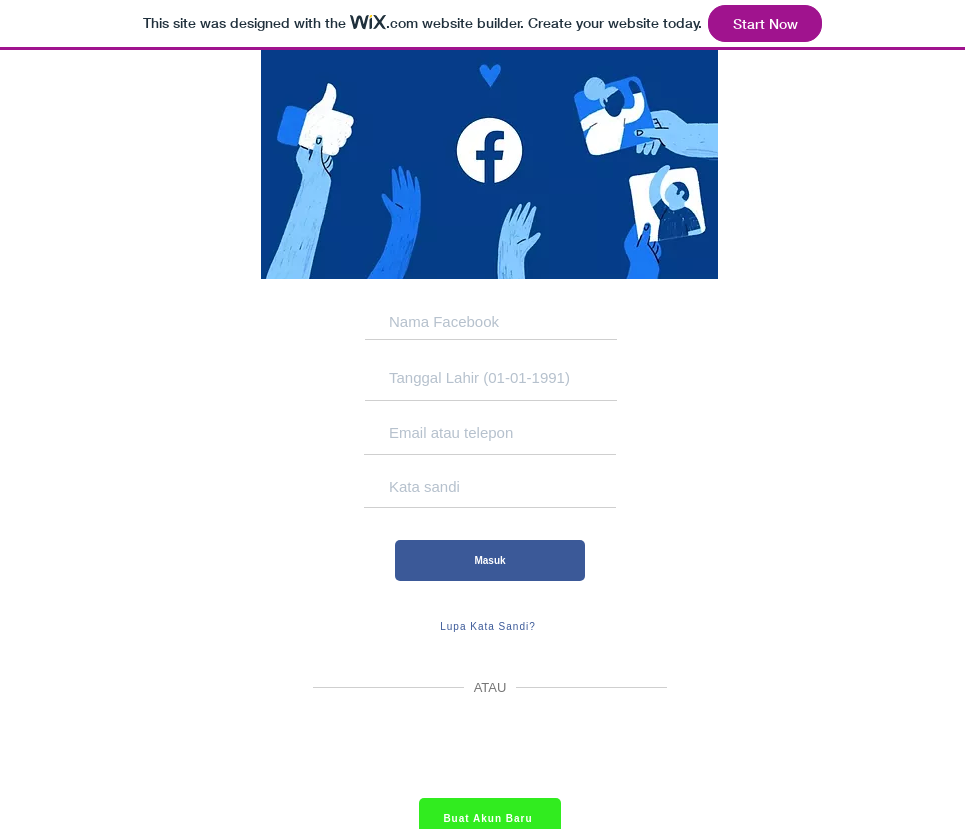 This site was designed with the WiX.com website builder. Create your website today. Start Now
Nama Facebook
Tanggal Lahir (01-01-1991)
Email atau telepon
Kata sandi
Masuk
Lupa Kata Sandi?
ATAU
Buat Akun Baru